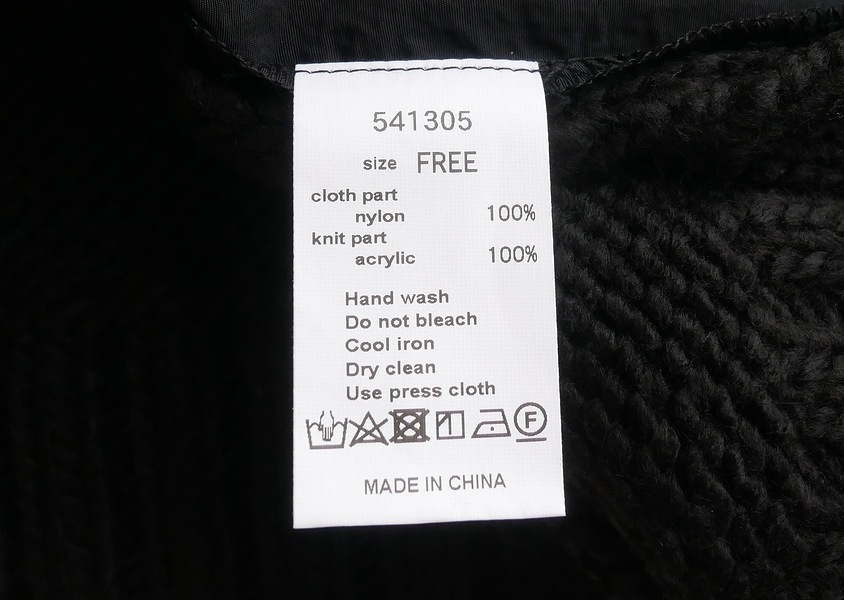 541305
size FREE
cloth part
nylon 100%
knit part
acrylic 100%
Hand wash
Do not bleach
Cool iron
Dry clean
Use press cloth
F
MADE IN CHINA